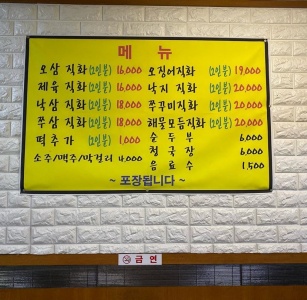 메 뉴
오삼 직화(2인분) 16,000
제육 직화(2인분) 16,000
낙삼 직화(2인분) 18,000
쭈삼 직화(2인분) 18,000
떡추가 (1인분) 1,000
소주/맥주/막걸리 4,000
오징어직화 (2인분) 19,000
낙지 직화 (2인분) 20,000
쭈꾸미직화 (2인분) 20,000
해물모듬직화(2인분) 20,000
순 두 부 6,000
청 국 장 6,000
음 료 수 1,500
~ 포장됩니다 ~
금 연